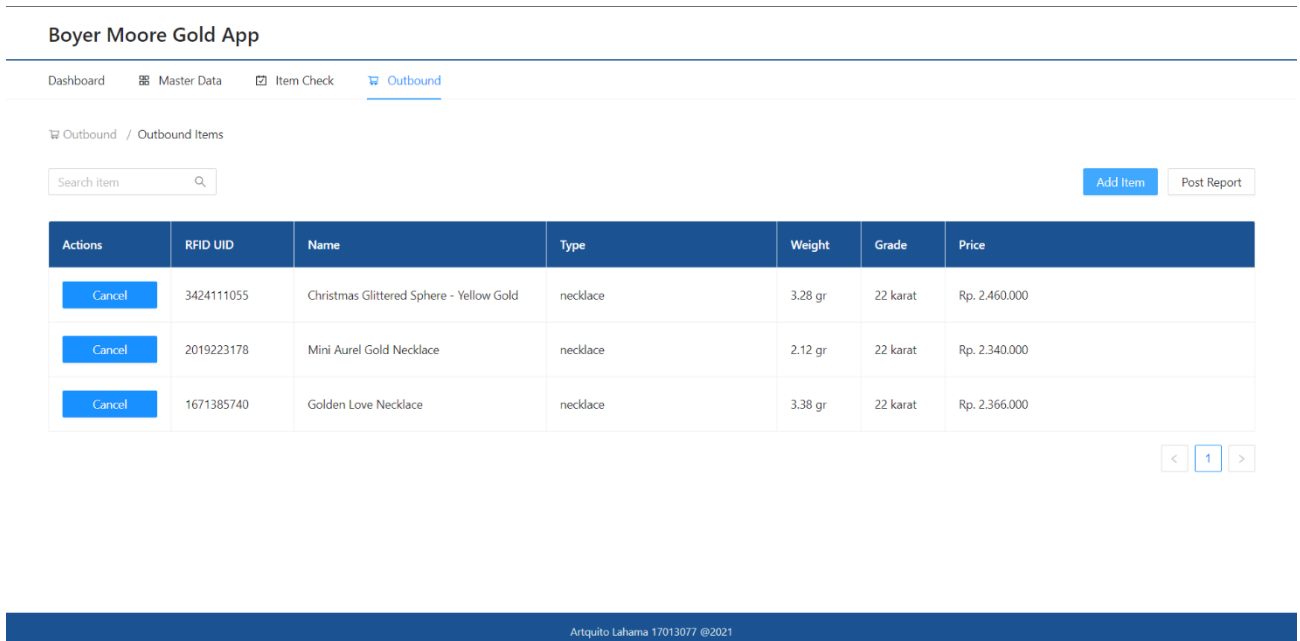 Boyer Moore Gold App
Dashboard Master Data Item Check Outbound
Outbound / Outbound Items
Search item Add Item Post Report
Actions RFID UID Name Type Weight Grade Price
Cancel 3424111055 Christmas Glittered Sphere - Yellow Gold necklace 3.28 gr 22 karat Rp. 2.460.000
Cancel 2019223178 Mini Aurel Gold Necklace necklace 2.12 gr 22 karat Rp. 2.340.000
Cancel 1671385740 Golden Love Necklace necklace 3.38 gr 22 karat Rp. 2.366.000
< 1 >
Artquito Lahama 17013077 @2021